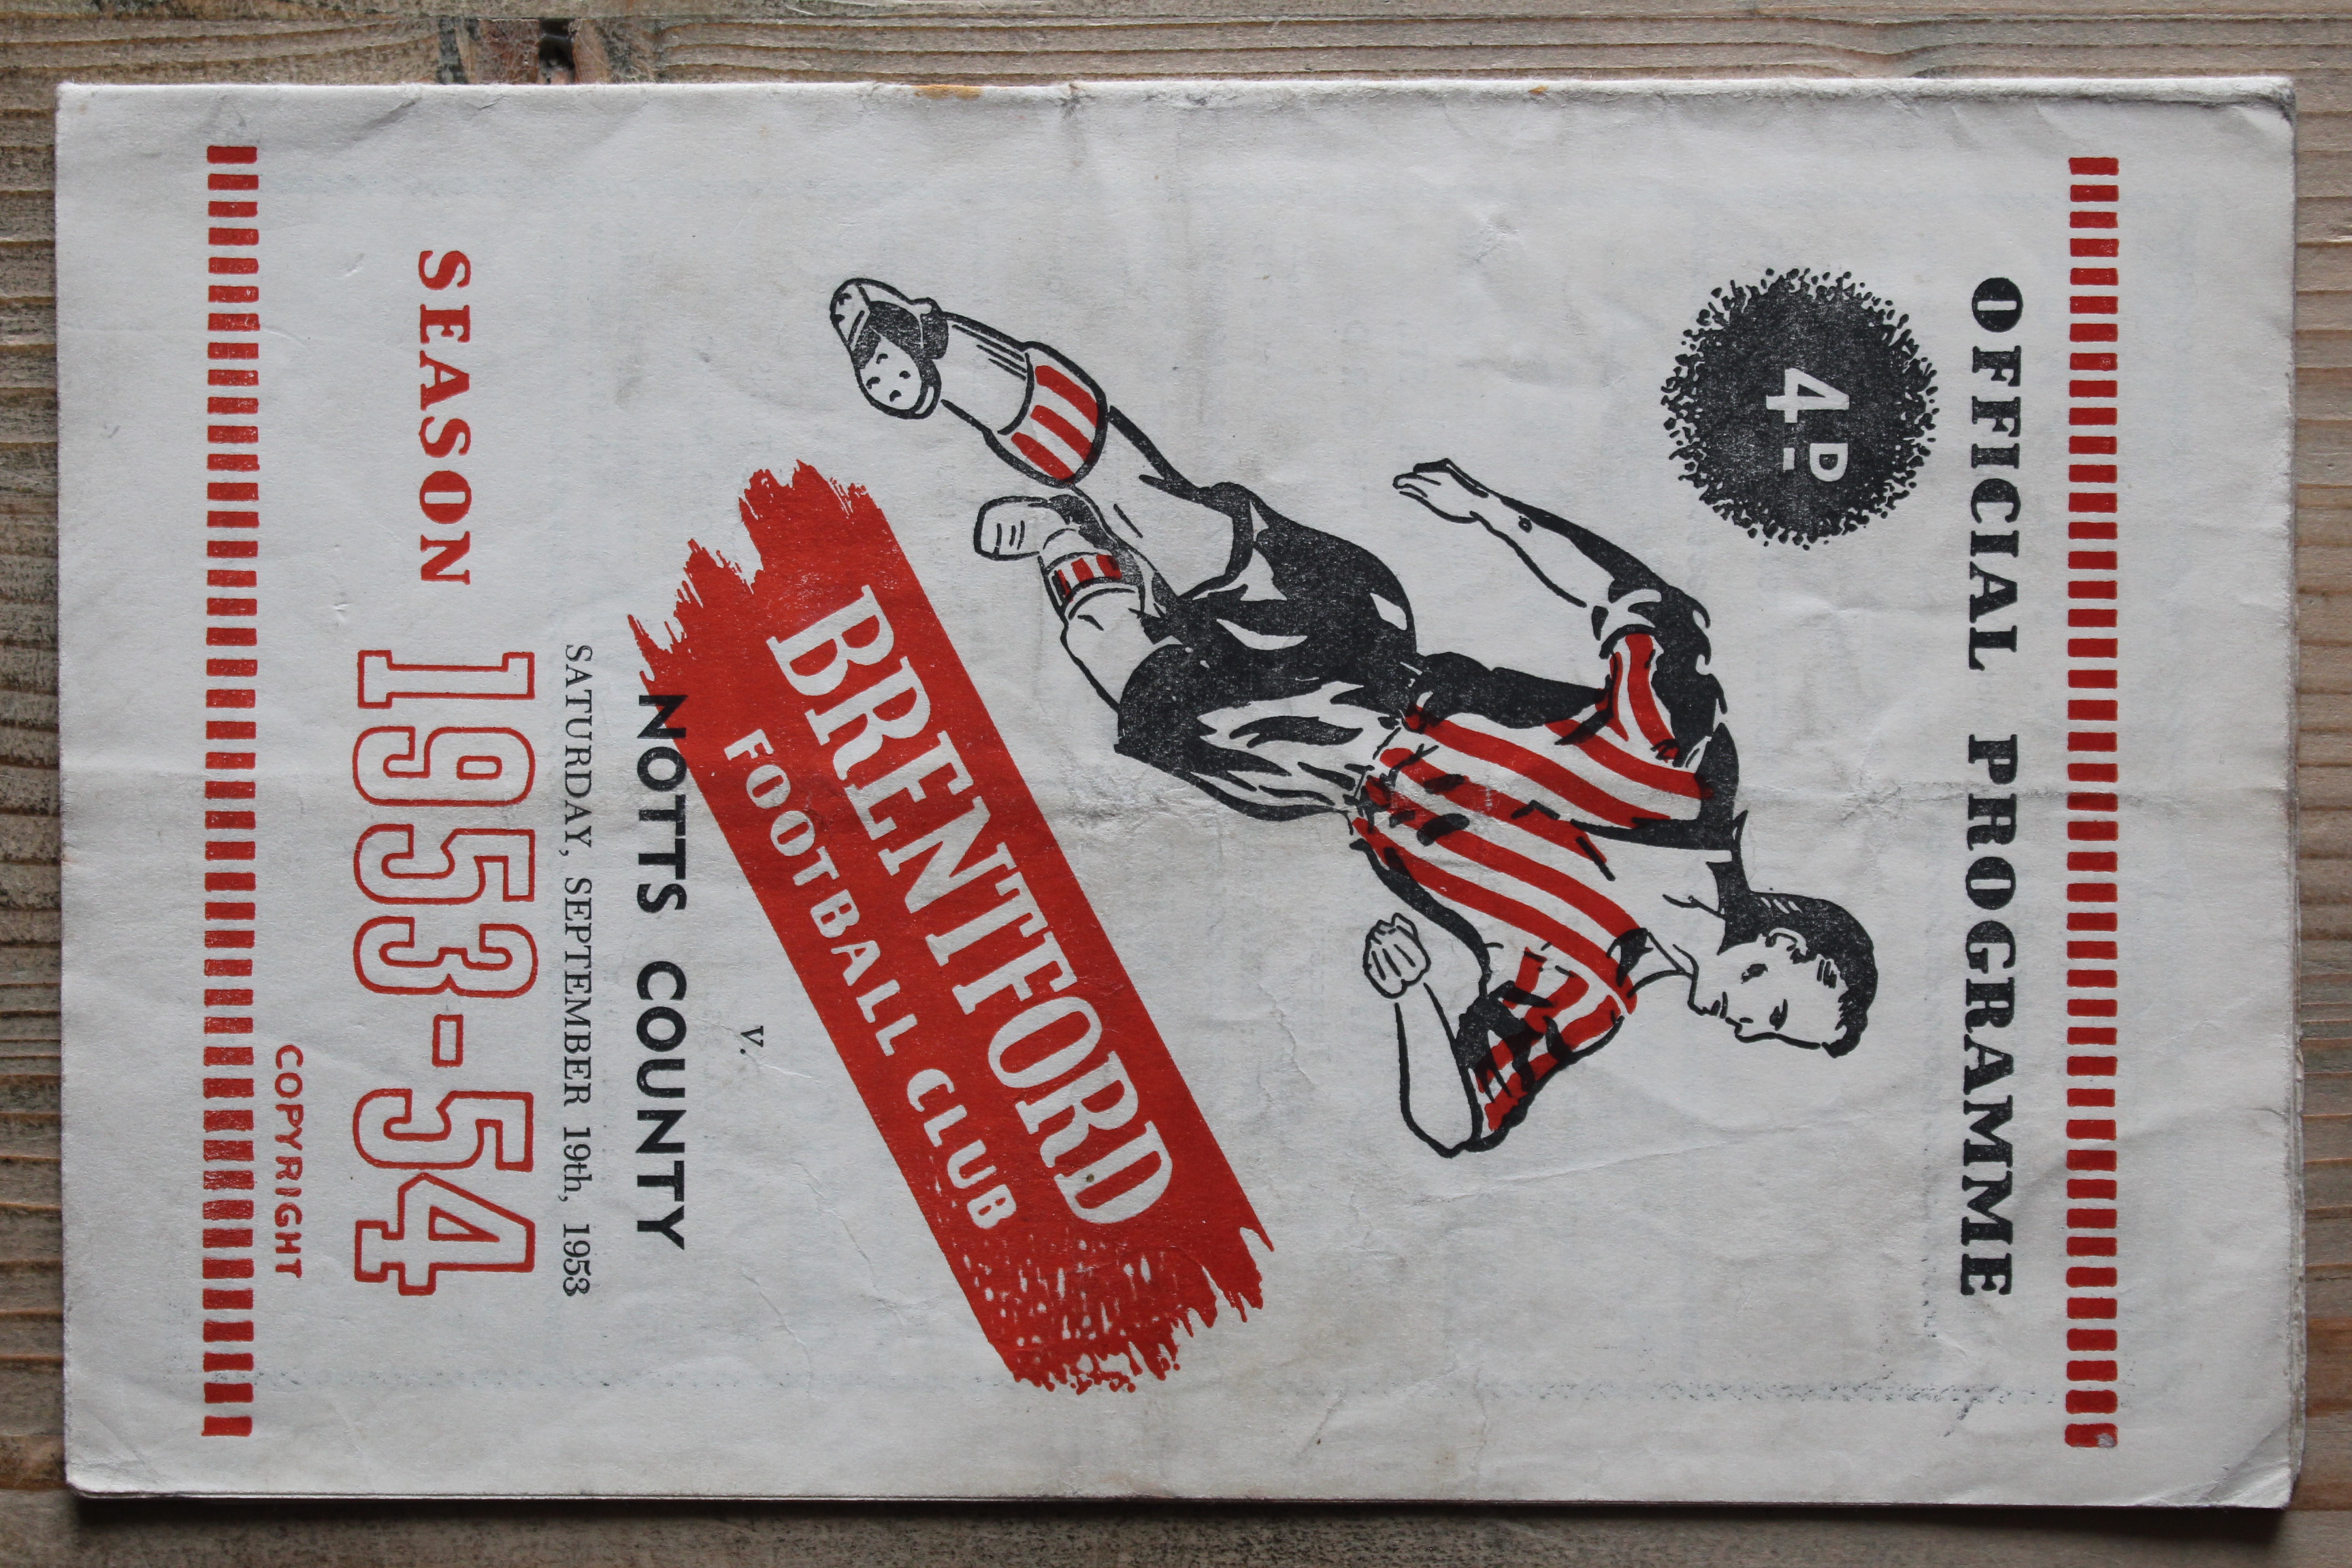 OFFICIAL PROGRAMME
4D
BRENTFORD
FOOTBALL CLUB
v.
NOTTS COUNTY
SATURDAY, SEPTEMBER 19th, 1953
SEASON 1953-54
COPYRIGHT